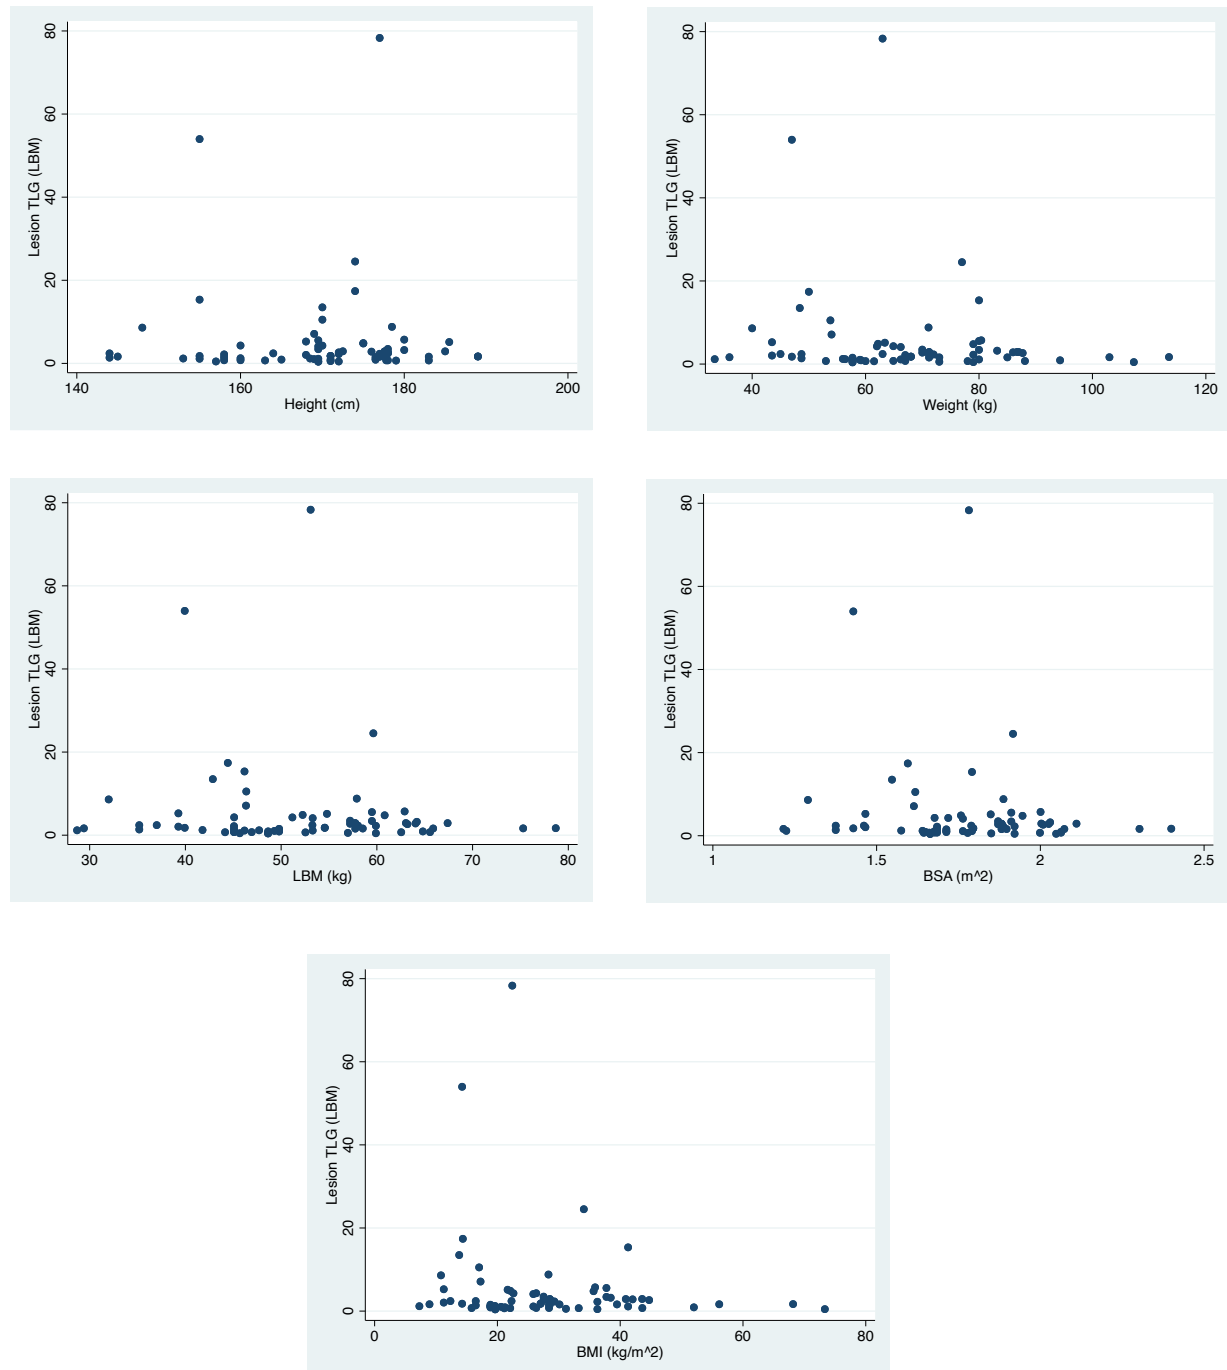 80
60
40
20
0
Lesion TLG (LBM)
140 160 180 200
Height (cm)
80
60
40
20
0
Lesion TLG (LBM)
40 60 80 100 120
Weight (kg)
80
60
40
20
0
Lesion TLG (LBM)
30 40 50 60 70 80
LBM (kg)
80
60
40
20
0
Lesion TLG (LBM)
1 1.5 2 2.5
BSA (m^2)
80
60
40
20
0
Lesion TLG (LBM)
0 20 40 60 80
BMI (kg/m^2)